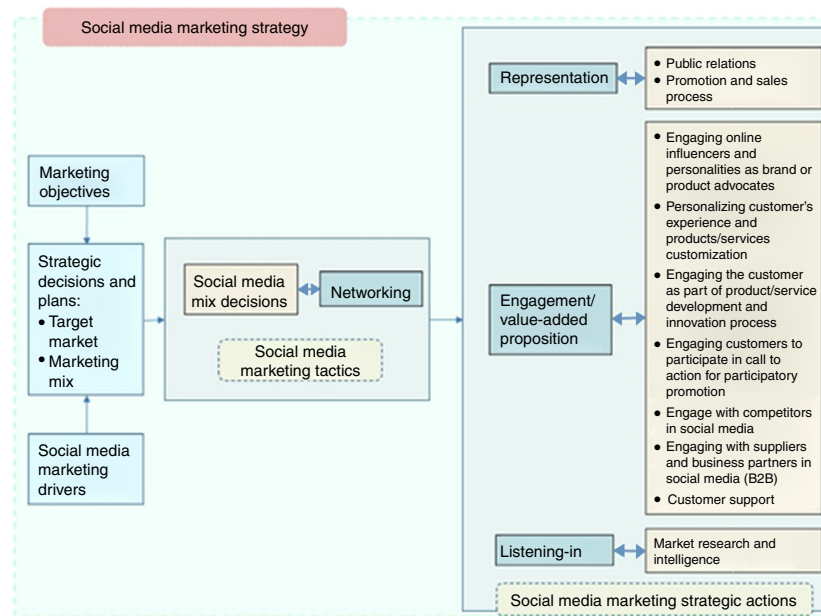 Social media marketing strategy
Marketing
objectives
Strategic
decisions and
plans:
• Target
market
• Marketing
mix
Social media
marketing
drivers
Social media
mix decisions
Networking
Social media
marketing tactics
Representation
• Public relations
• Promotion and sales
process
Engagement/
value-added
proposition
• Engaging online
influencers and
personalities as brand or
product advocates
• Personalizing customer's
experience and
products/services
customization
• Engaging the customer
as part of product/service
development and
innovation process
• Engaging customers to
participate in call to
action for participatory
promotion
• Engage with competitors
in social media
• Engaging with suppliers
and business partners in
social media (B2B)
• Customer support
Listening-in
Market research and
intelligence
Social media marketing strategic actions